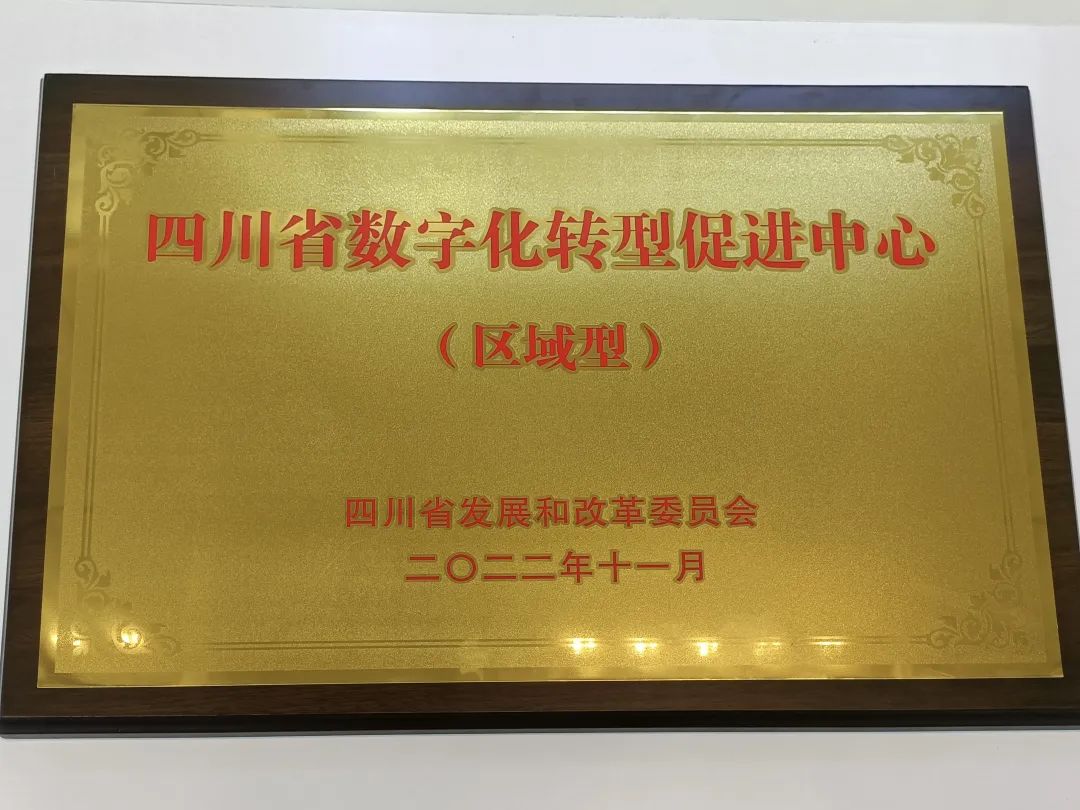 四川省数字化转型促进中心
（区域型）
四川省发展和改革委员会
二〇二二年十一月